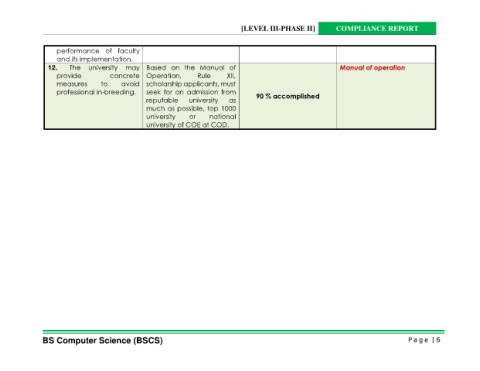 [LEVEL III-PHASE II] COMPLIANCE REPORT
performance of faculty
and its implementation.
12. The university may
provide concrete
measures to avoid
professional in-breeding.
Based on the Manual of
Operation, Rule XII,
scholarship applicants, must
seek for an admission from
reputable university as
much as possible, top 1000
university or national
university of COE at COD.
90 % accomplished
Manual of operation
BS Computer Science (BSCS)
Page | 6